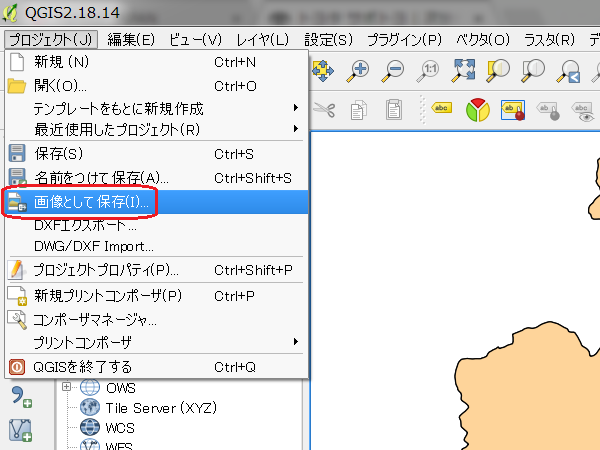 QGIS2.18.14
プロジェクト(J) 編集(E) ビュー(V) レイヤ(L) 設定(S) プラグイン(P) ベクタ(O) ラスタ(R)
新規(N) Ctrl+N
開く(O)... Ctrl+O
テンプレートをもとに新規作成
最近使用したプロジェクト(R)
保存(S) Ctrl+S
名前をつけて保存(A)... Ctrl+Shift+S
画像として保存(I)...
DXFエクスポート...
DWG/DXF Import...
プロジェクトプロパティ(P)... Ctrl+Shift+P
新規プリントコンポーザ(P) Ctrl+P
コンポーザマネージャ...
プリントコンポーザ
QGISを終了する Ctrl+Q
1:1
abc abc ab abc abc
OWS
Tile Server (XYZ)
WCS
WFS